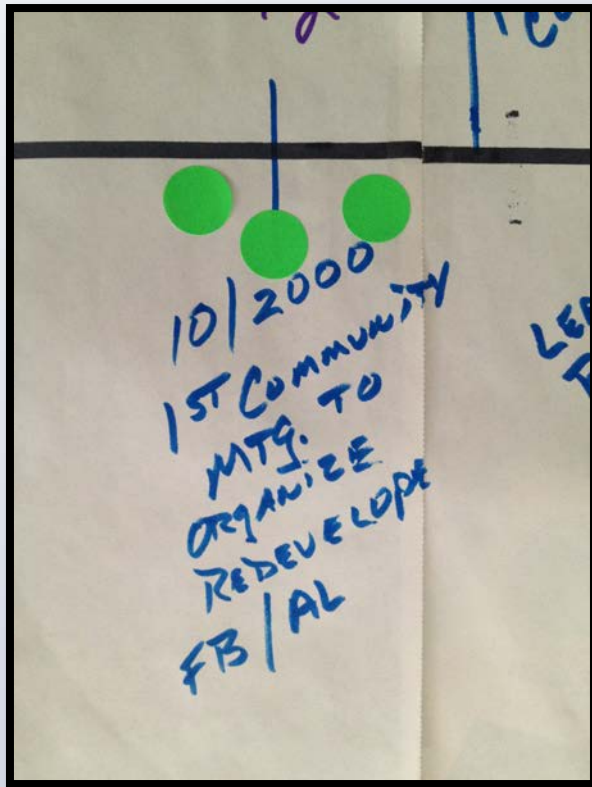 10/2000
1ST COMMUNITY
MTG. TO
ORGANIZE
REDEVELOPE
FB/AL